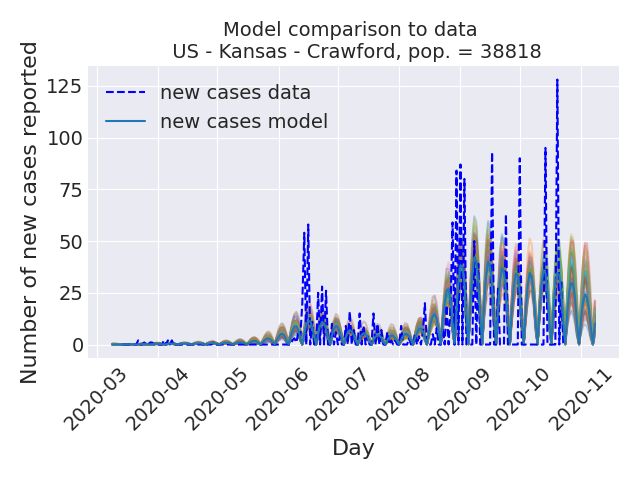 Model comparison to data
US - Kansas - Crawford, pop. = 38818
Number of new cases reported
125
100
75
50
25
0
new cases data
new cases model
2020-03
2020-04
2020-05
2020-06
2020-07
2020-08
2020-09
2020-10
2020-11
Day